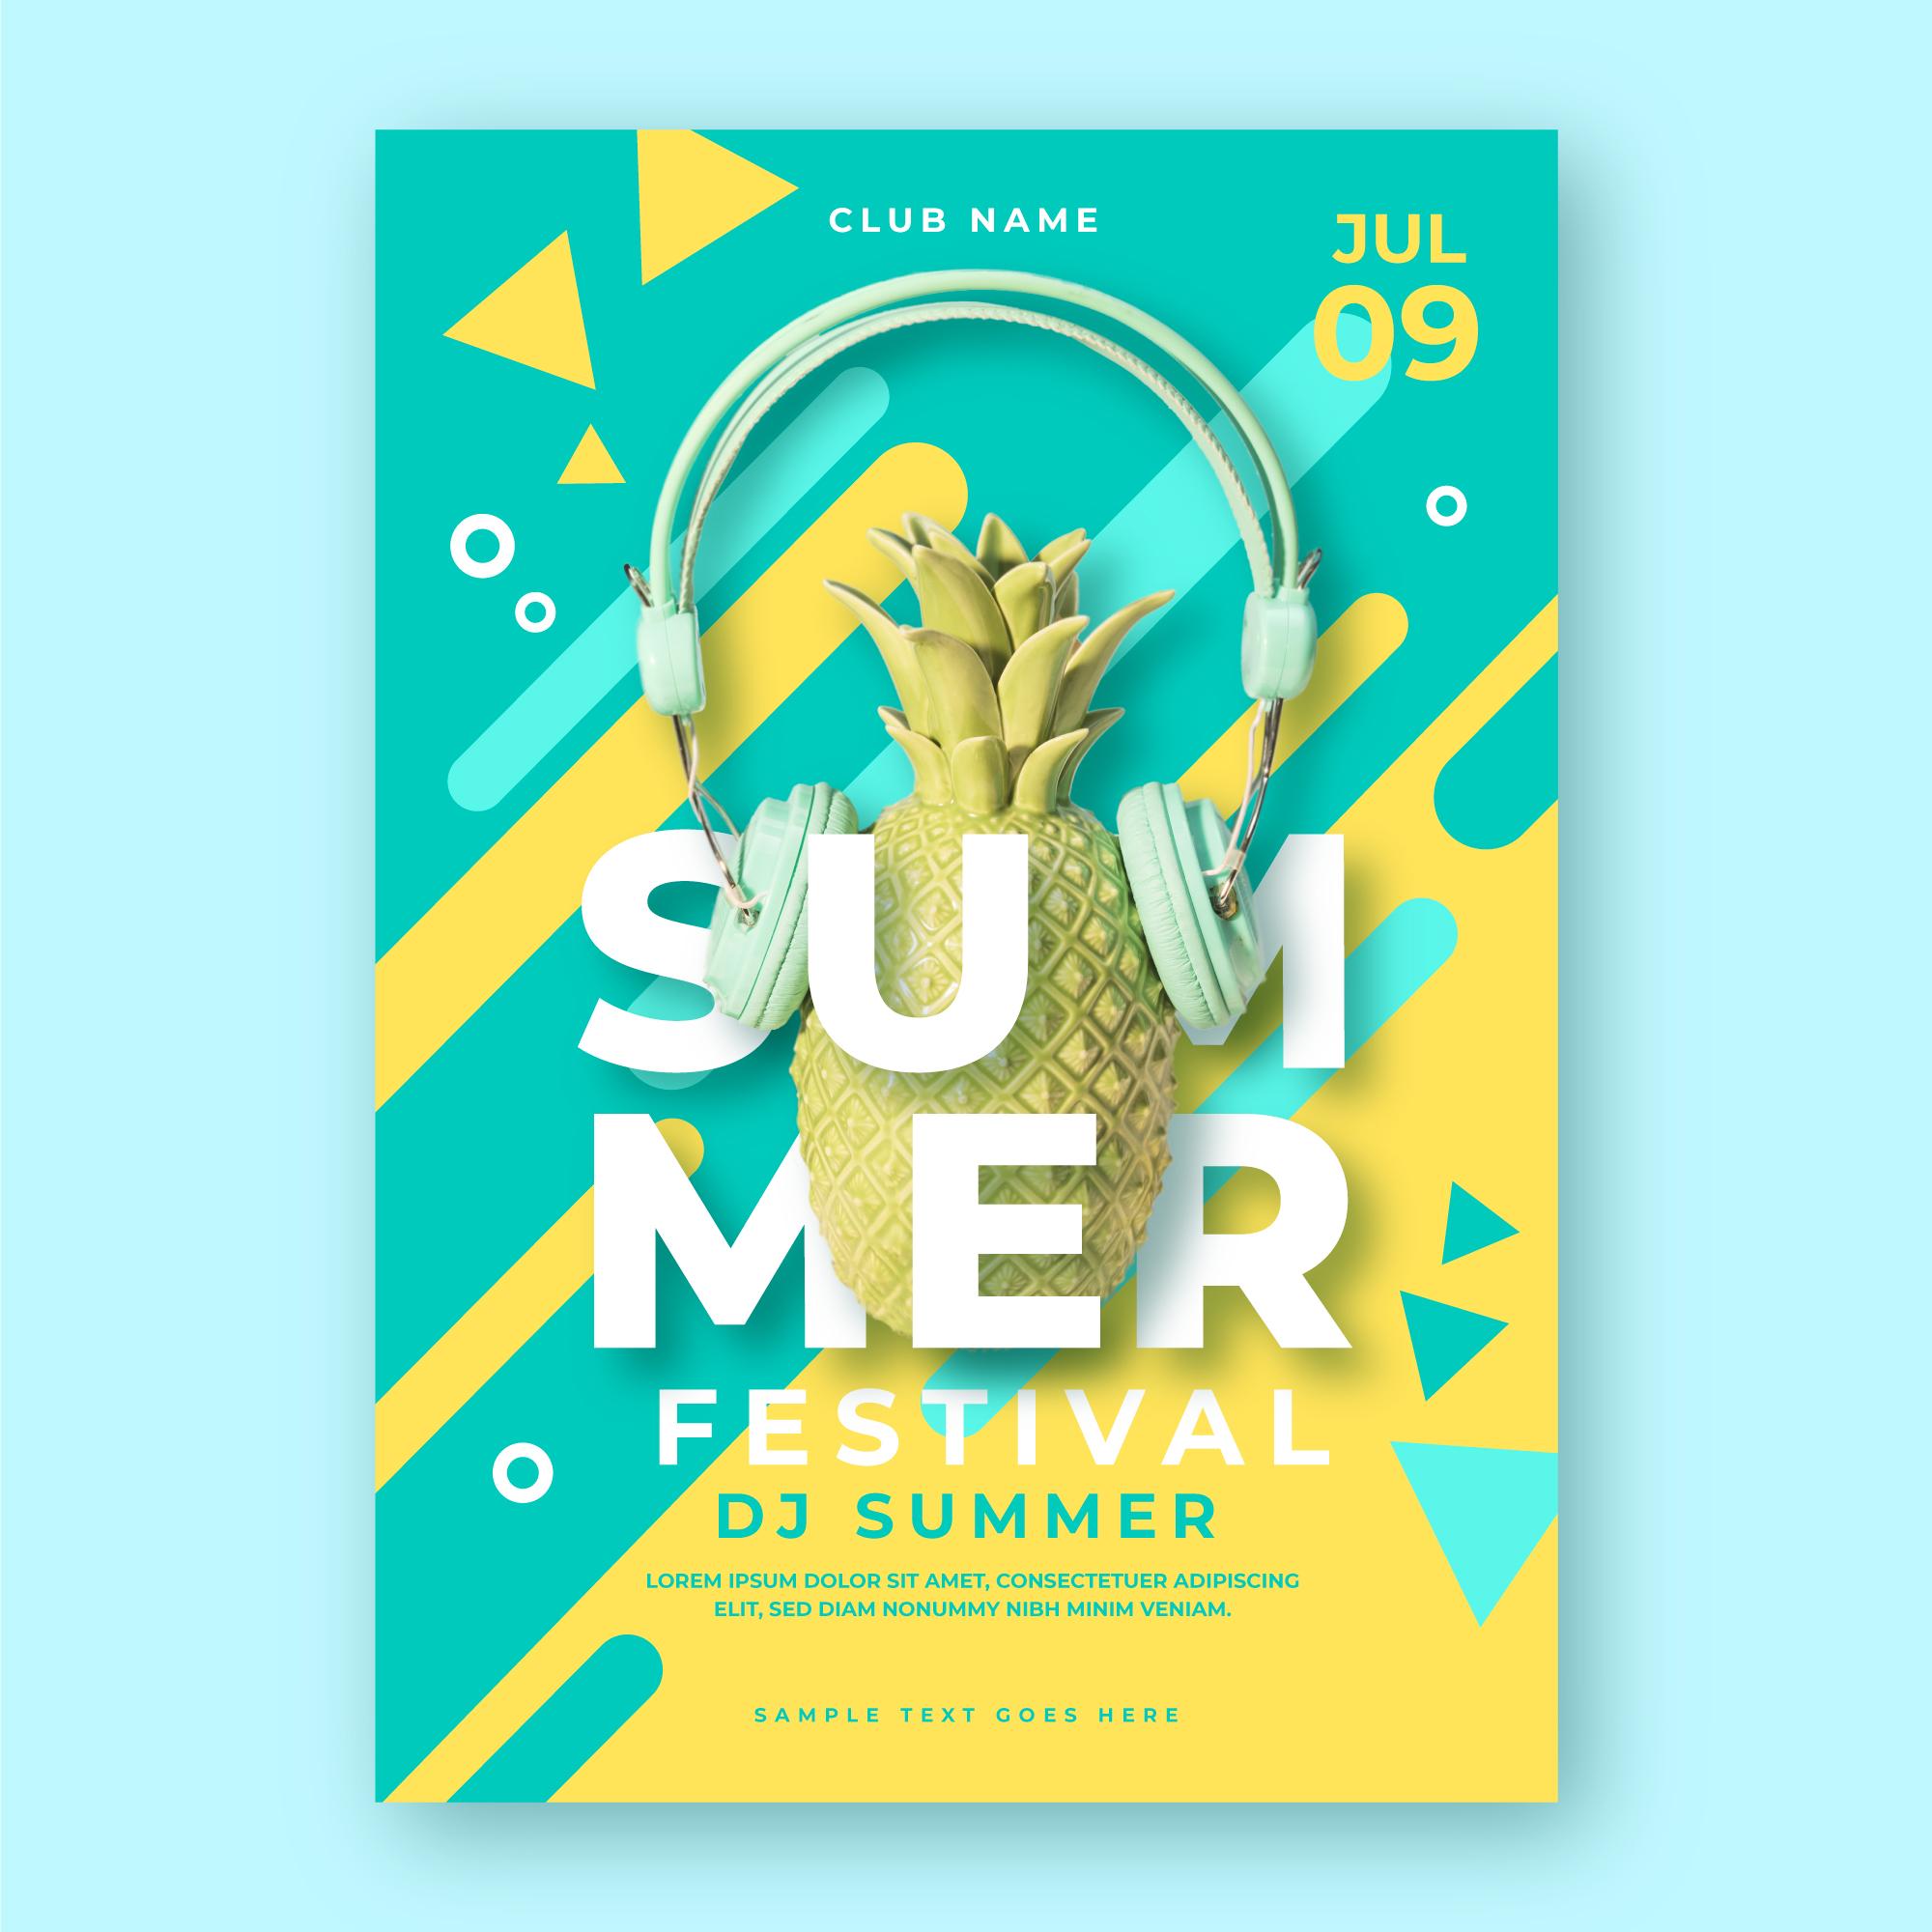 CLUB NAME
JUL
09
SUM
MER
FESTIVAL
DJ SUMMER
LOREM IPSUM DOLOR SIT AMET, CONSECTETUER ADIPISCING
ELIT, SED DIAM NONUMMY NIBH MINIM VENIAM.
SAMPLE TEXT GOES HERE